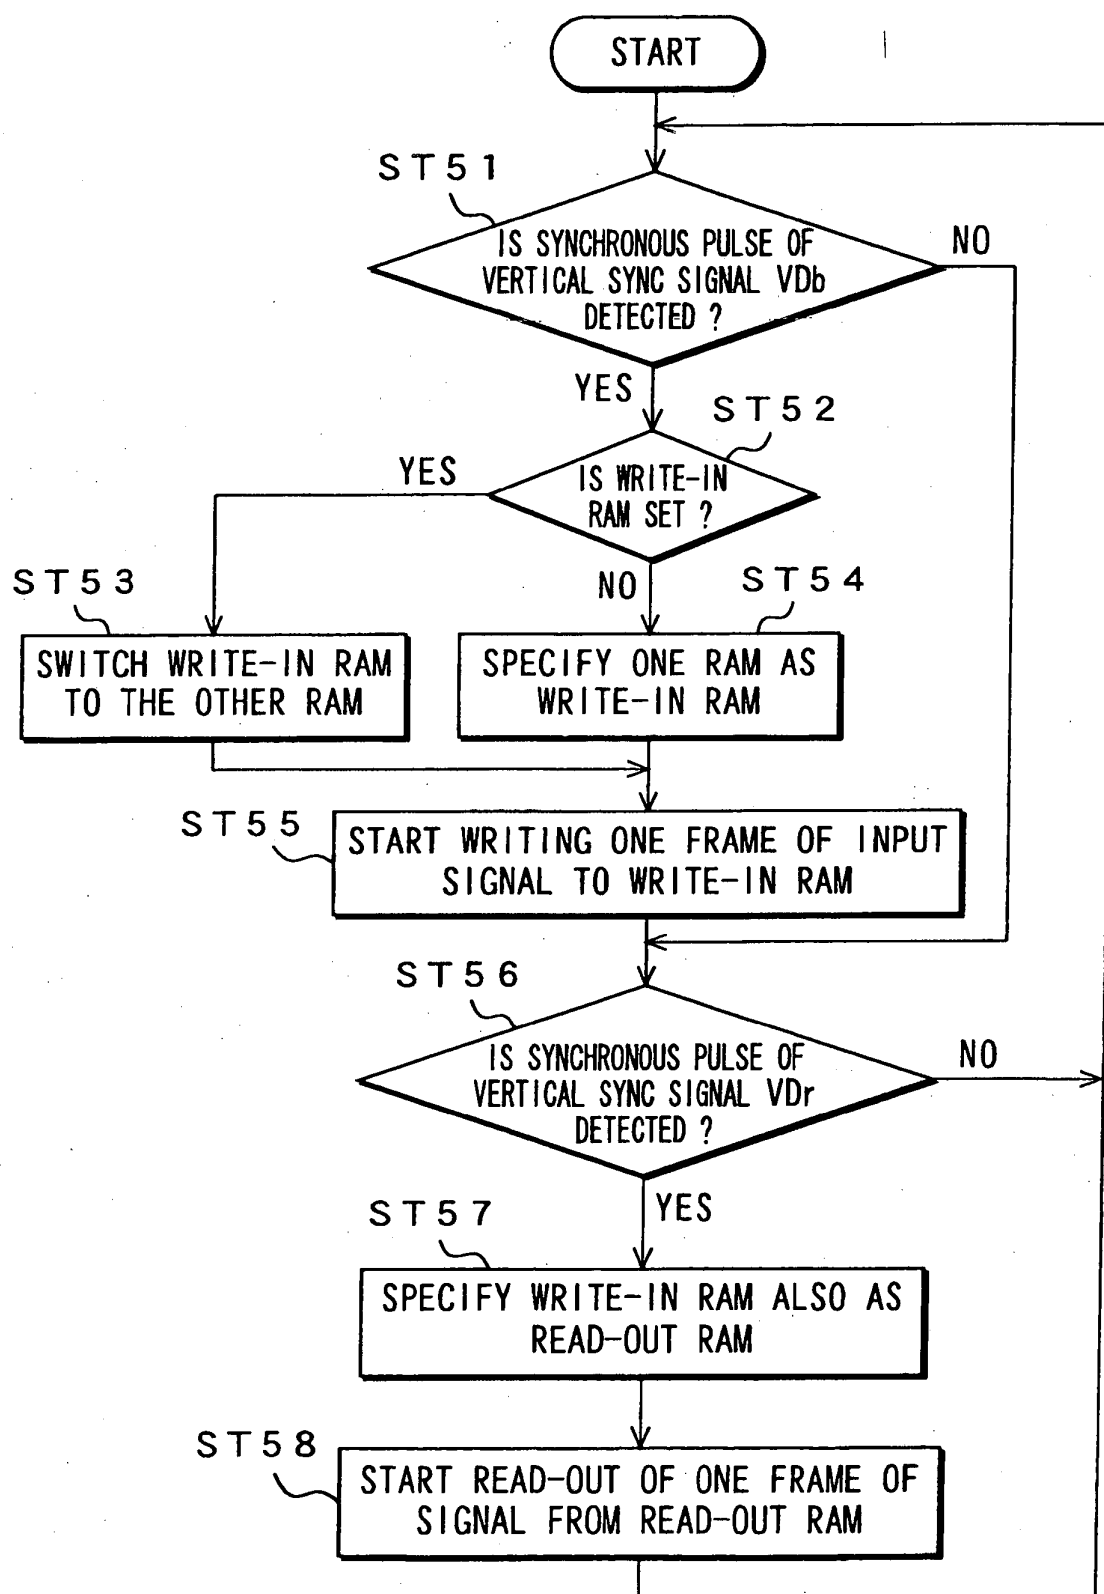 START
ST51
IS SYNCHRONOUS PULSE OF
VERTICAL SYNC SIGNAL VDb
DETECTED ?
NO
YES
ST52
IS WRITE-IN
RAM SET ?
YES
NO
ST53
SWITCH WRITE-IN RAM
TO THE OTHER RAM
ST54
SPECIFY ONE RAM AS
WRITE-IN RAM
ST55
START WRITING ONE FRAME OF INPUT
SIGNAL TO WRITE-IN RAM
ST56
IS SYNCHRONOUS PULSE OF
VERTICAL SYNC SIGNAL VDr
DETECTED ?
NO
YES
ST57
SPECIFY WRITE-IN RAM ALSO AS
READ-OUT RAM
ST58
START READ-OUT OF ONE FRAME OF
SIGNAL FROM READ-OUT RAM